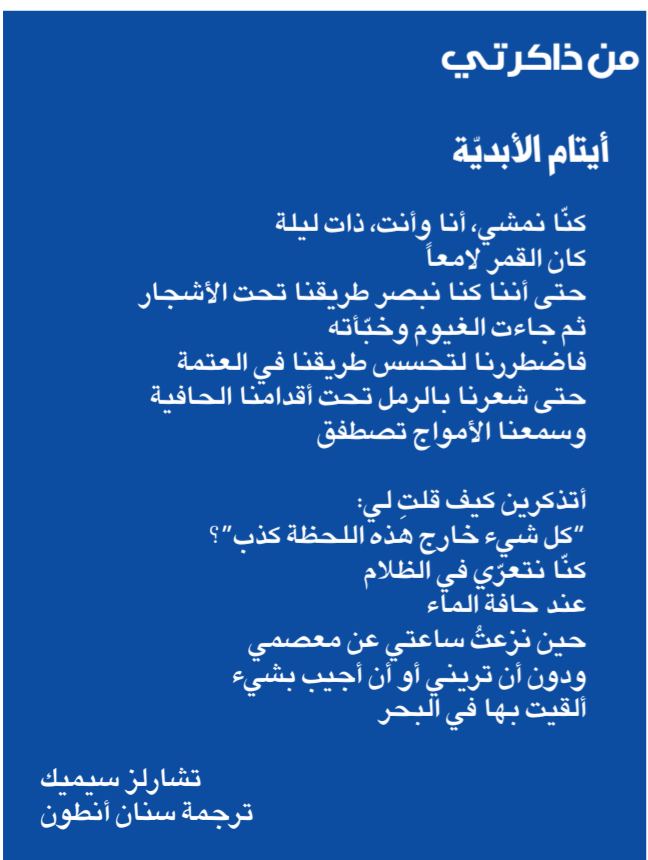 من ذاكرتي
أيتام الأبديّة
كنّا نمشي، أنا وأنت، ذات ليلة
كان القمر لامعاً
حتى أننا كنا نبصر طريقنا تحت الأشجار
ثم جاءت الغيوم وخبّأته
فاضطررنا لتحسس طريقنا في العتمة
حتى شعرنا بالرمل تحت أقدامنا الحافية
وسمعنا الأمواج تصطفق
أتذكرين كيف قلتِ لي:
"كل شيء خارج هذه اللحظة كذب"؟
كنّا نتعرّي في الظلام
عند حافة الماء
حين نزعتُ ساعتي عن معصمي
ودون أن تريني أو أن أجيب بشيء
ألقيت بها في البحر
تشارلز سيميك
ترجمة سنان أنطون